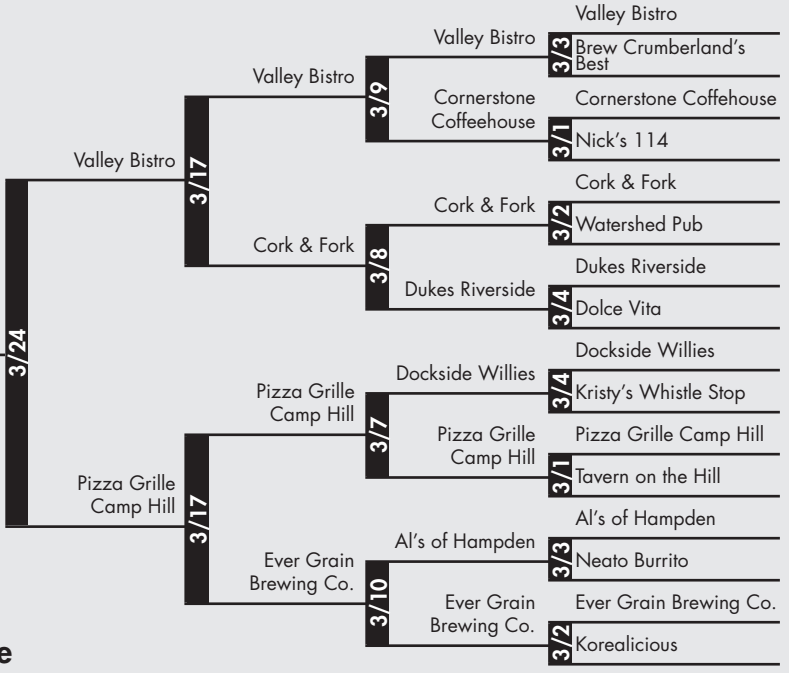 Valley Bistro
Valley Bistro
3/3
Brew Crumberland's
Best
Valley Bistro
3/9
Cornerstone
Coffeehouse
Cornerstone Coffehouse
3/1
Nick's 114
Valley Bistro
3/17
Cork & Fork
Cork & Fork
3/2
Watershed Pub
Cork & Fork
3/8
Dukes Riverside
Dukes Riverside
3/4
Dolce Vita
3/24
Dockside Willies
Dockside Willies
3/4
Kristy's Whistle Stop
Pizza Grille
Camp Hill
3/7
Pizza Grille
Camp Hill
Pizza Grille Camp Hill
3/1
Tavern on the Hill
Pizza Grille
Camp Hill
3/17
Al's of Hampden
Al's of Hampden
3/3
Neato Burrito
Ever Grain
Brewing Co.
3/10
Ever Grain
Brewing Co.
Ever Grain Brewing Co.
3/2
Korealicious
e